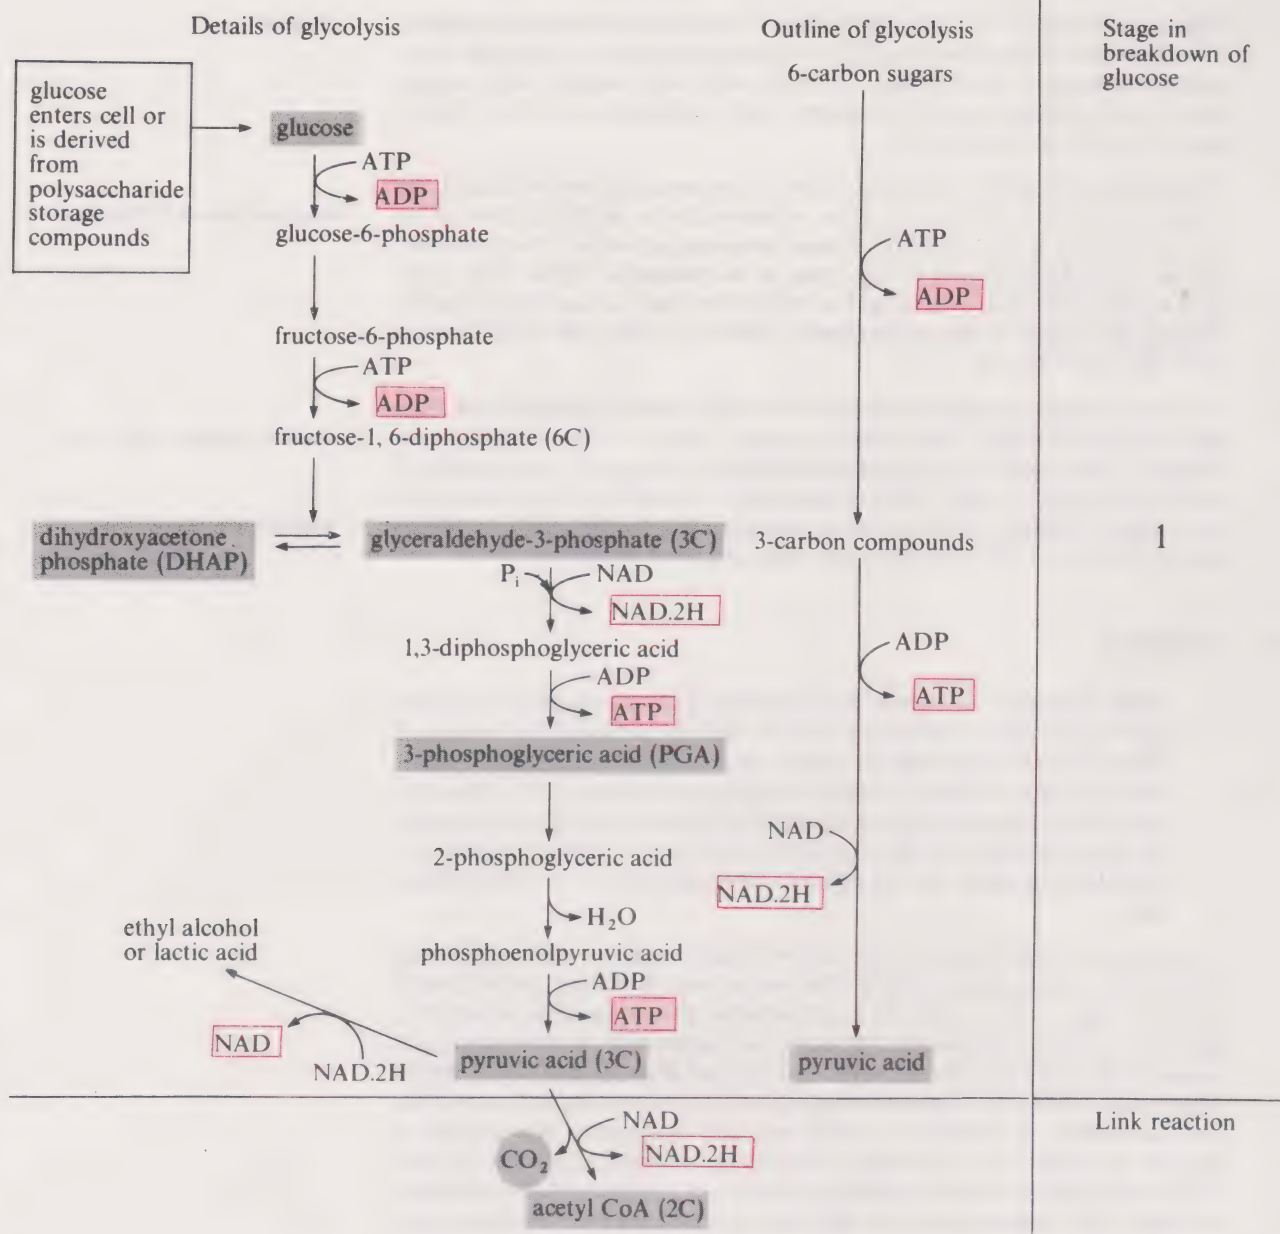 Details of glycolysis
Outline of glycolysis
Stage in
breakdown of
glucose
6-carbon sugars
glucose
enters cell or
is derived
from
polysaccharide
storage
compounds
glucose
ATP
ADP
glucose-6-phosphate
ATP
ADP
fructose-6-phosphate
ATP
ADP
fructose-1, 6-diphosphate (6C)
dihydroxyacetone
phosphate (DHAP)
glyceraldehyde-3-phosphate (3C)
3-carbon compounds
1
Pi
NAD
NAD.2H
1,3-diphosphoglyceric acid
ADP
ATP
ADP
ATP
3-phosphoglyceric acid (PGA)
NAD
NAD.2H
2-phosphoglyceric acid
H₂O
ethyl alcohol
or lactic acid
phosphoenolpyruvic acid
ADP
ATP
NAD
NAD.2H
pyruvic acid (3C)
pyruvic acid
Link reaction
NAD
NAD.2H
CO₂
acetyl CoA (2C)